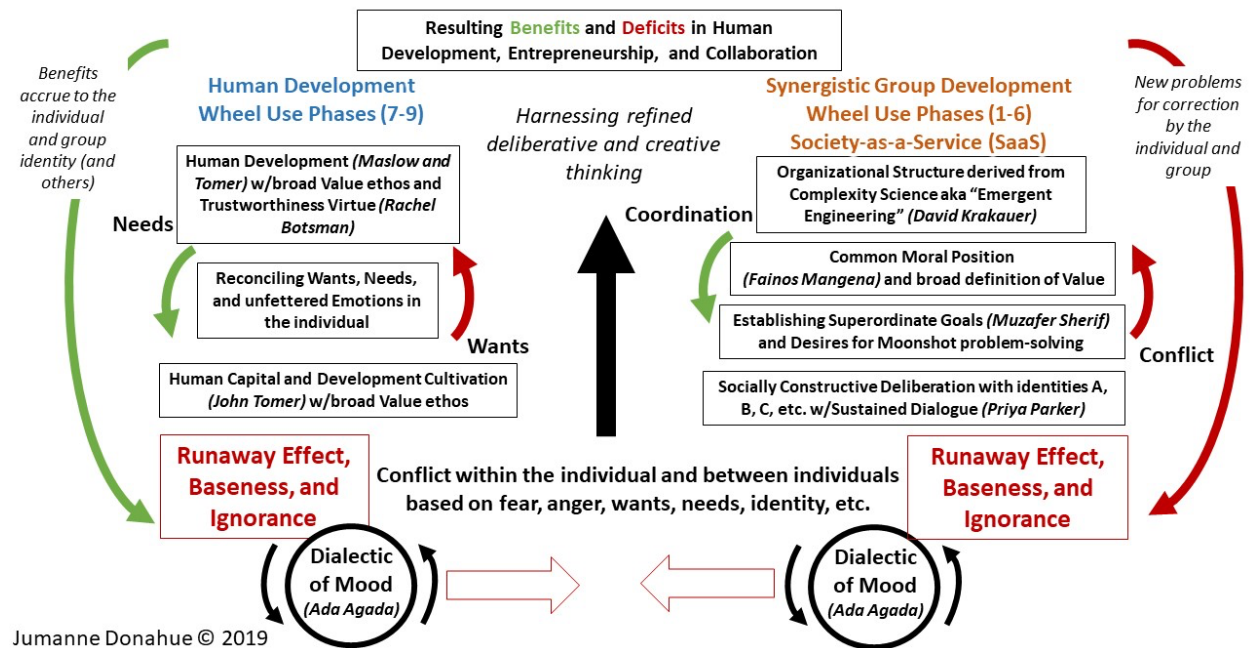 Resulting Benefits and Deficits in Human
Development, Entrepreneurship, and Collaboration
Benefits
accrue to the
individual
and group
identity (and
others)
Human Development
Wheel Use Phases (7-9)
Human Development (Maslow and
Tomer) w/broad Value ethos and
Trustworthiness Virtue (Rachel
Botsman)
Needs
Reconciling Wants, Needs,
and unfettered Emotions in
the individual
Wants
Human Capital and Development Cultivation
(John Tomer) w/broad Value ethos
Runaway Effect,
Baseness, and
Ignorance
Dialectic
of Mood
(Ada Agada)
Harnessing refined
deliberative and creative
thinking
Conflict within the individual and between individuals
based on fear, anger, wants, needs, identity, etc.
Synergistic Group Development
Wheel Use Phases (1-6)
Society-as-a-Service (SaaS)
Organizational Structure derived from
Complexity Science aka “Emergent
Engineering” (David Krakauer)
Coordination
Common Moral Position
(Fainos Mangena) and broad definition of Value
Establishing Superordinate Goals (Muzafer Sherif)
and Desires for Moonshot problem-solving
Conflict
Socially Constructive Deliberation with identities A,
B, C, etc. w/Sustained Dialogue (Priya Parker)
New problems
for correction
by the
individual and
group
Runaway Effect,
Baseness, and
Ignorance
Dialectic
of Mood
(Ada Agada)
Jumanne Donahue © 2019